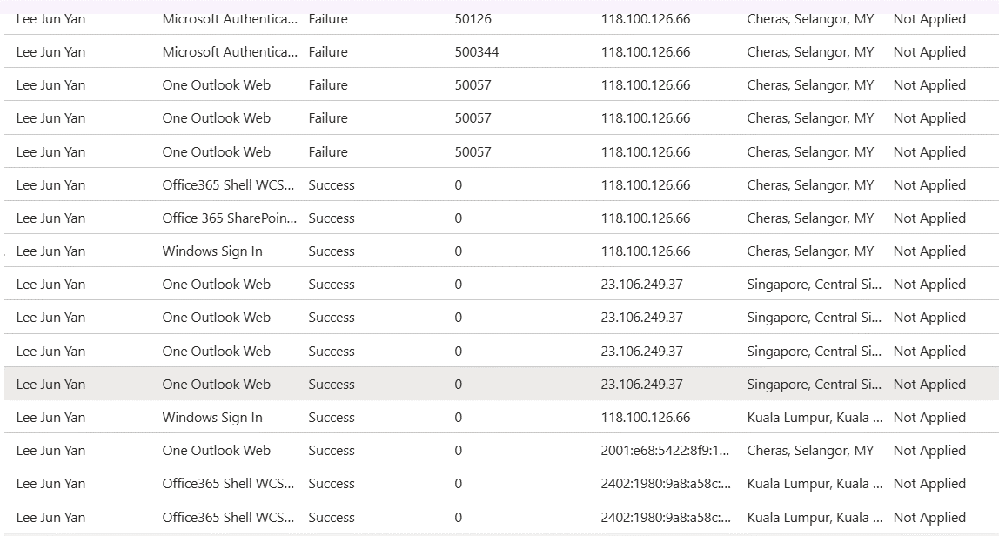 Lee Jun Yan Microsoft Authentica... Failure 50126 118.100.126.66 Cheras, Selangor, MY Not Applied
Lee Jun Yan Microsoft Authentica... Failure 500344 118.100.126.66 Cheras, Selangor, MY Not Applied
Lee Jun Yan One Outlook Web Failure 50057 118.100.126.66 Cheras, Selangor, MY Not Applied
Lee Jun Yan One Outlook Web Failure 50057 118.100.126.66 Cheras, Selangor, MY Not Applied
Lee Jun Yan One Outlook Web Failure 50057 118.100.126.66 Cheras, Selangor, MY Not Applied
Lee Jun Yan Office365 Shell WCS... Success 0 118.100.126.66 Cheras, Selangor, MY Not Applied
Lee Jun Yan Office 365 SharePoin... Success 0 118.100.126.66 Cheras, Selangor, MY Not Applied
Lee Jun Yan Windows Sign In Success 0 118.100.126.66 Cheras, Selangor, MY Not Applied
Lee Jun Yan One Outlook Web Success 0 23.106.249.37 Singapore, Central Si... Not Applied
Lee Jun Yan One Outlook Web Success 0 23.106.249.37 Singapore, Central Si... Not Applied
Lee Jun Yan One Outlook Web Success 0 23.106.249.37 Singapore, Central Si... Not Applied
Lee Jun Yan One Outlook Web Success 0 23.106.249.37 Singapore, Central Si... Not Applied
Lee Jun Yan Windows Sign In Success 0 118.100.126.66 Kuala Lumpur, Kuala ... Not Applied
Lee Jun Yan One Outlook Web Success 0 2001:e68:5422:8f9:1... Cheras, Selangor, MY Not Applied
Lee Jun Yan Office365 Shell WCS... Success 0 2402:1980:9a8:a58c:... Kuala Lumpur, Kuala ... Not Applied
Lee Jun Yan Office365 Shell WCS... Success 0 2402:1980:9a8:a58c:... Kuala Lumpur, Kuala ... Not Applied